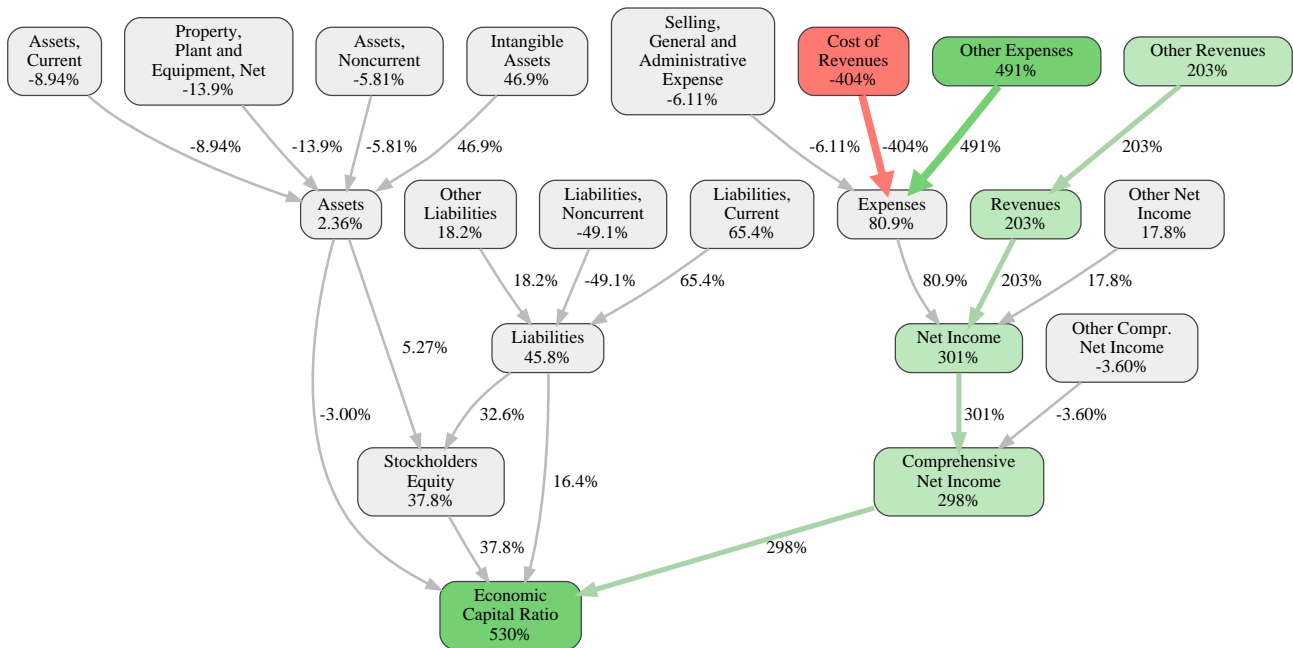 Assets,
Current
-8.94%
Property,
Plant and
Equipment, Net
-13.9%
Assets,
Noncurrent
-5.81%
Intangible
Assets
46.9%
Selling,
General and
Administrative
Expense
-6.11%
Cost of
Revenues
-404%
Other Expenses
491%
Other Revenues
203%
-8.94%
-13.9%
-5.81%
46.9%
-6.11%
-404%
491%
203%
Assets
2.36%
Other
Liabilities
18.2%
Liabilities,
Noncurrent
-49.1%
Liabilities,
Current
65.4%
Expenses
80.9%
Revenues
203%
Other Net
Income
17.8%
18.2%
-49.1%
65.4%
80.9%
203%
17.8%
Liabilities
45.8%
Net Income
301%
Other Compr.
Net Income
-3.60%
5.27%
-3.00%
32.6%
301%
-3.60%
Stockholders
Equity
37.8%
16.4%
Comprehensive
Net Income
298%
37.8%
298%
Economic
Capital Ratio
530%